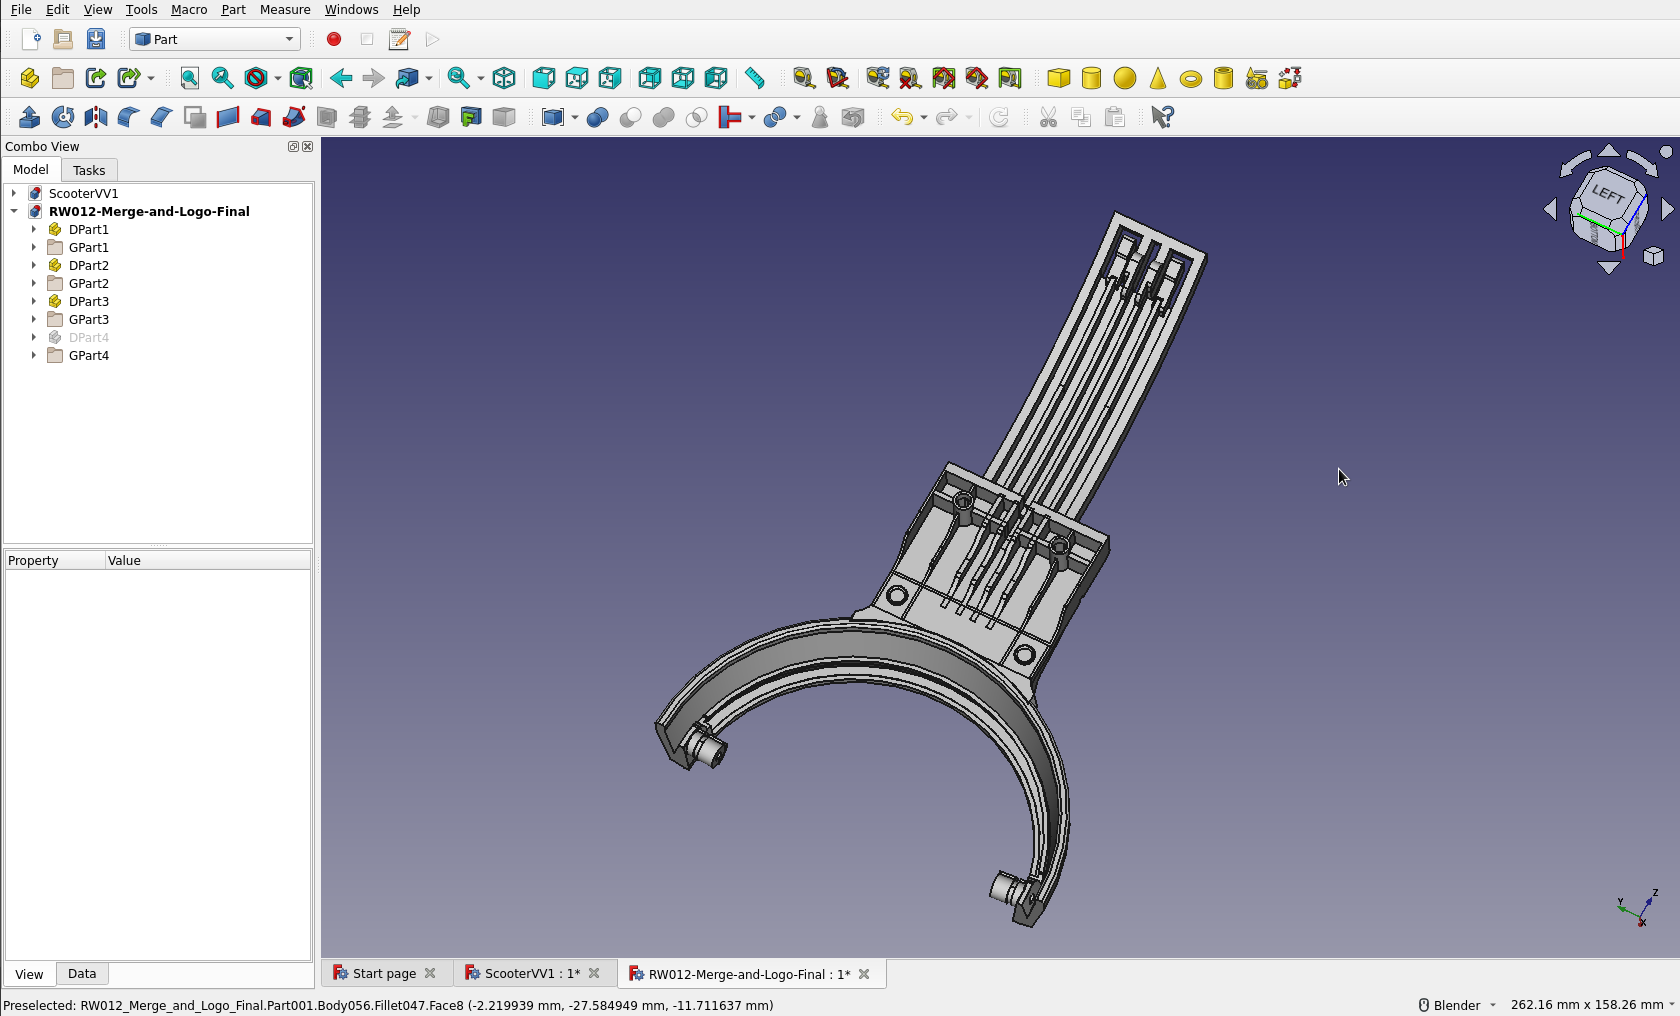 File Edit View Tools Macro Part Measure Windows Help
Part
Combo View
Model Tasks
ScooterVV1
RW012-Merge-and-Logo-Final
DPart1
GPart1
DPart2
GPart2
DPart3
GPart3
DPart4
GPart4
Property Value
View Data
LEFT
Z
Y
X
Start page ScooterVV1 : 1* RW012-Merge-and-Logo-Final : 1*
Preselected: RW012_Merge_and_Logo_Final.Part001.Body056.Fillet047.Face8 (-2.219939 mm, -27.584949 mm, -11.711637 mm) Blender 262.16 mm x 158.26 mm